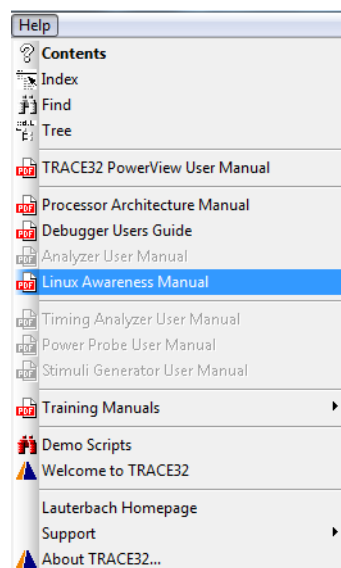 Help
Contents
Index
Find
Tree
TRACE32 PowerView User Manual
Processor Architecture Manual
Debugger Users Guide
Analyzer User Manual
Linux Awareness Manual
Timing Analyzer User Manual
Power Probe User Manual
Stimuli Generator User Manual
Training Manuals
Demo Scripts
Welcome to TRACE32
Lauterbach Homepage
Support
About TRACE32...